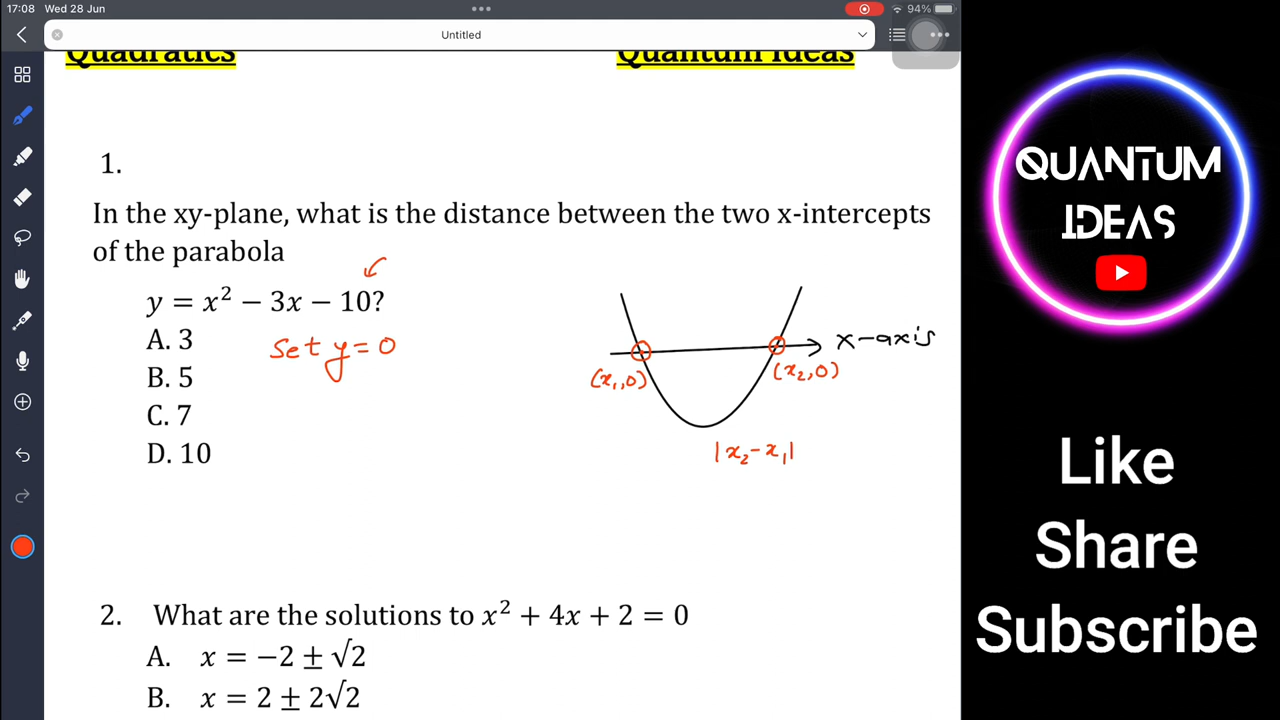 17:08 Wed 28 Jun
94%
Untitled
Quadratics Quantum Ideas
1.
In the xy-plane, what is the distance between the two x-intercepts
of the parabola
y = x² − 3x − 10?
A. 3
Set y = 0
B. 5
C. 7
D. 10
x-axis
(x₁,0)
(x₂,0)
|x₂-x₁|
2. What are the solutions to x² + 4x + 2 = 0
A. x = −2 ± √2
B. x = 2 ± 2√2
QUANTUM
IDEAS
Like
Share
Subscribe